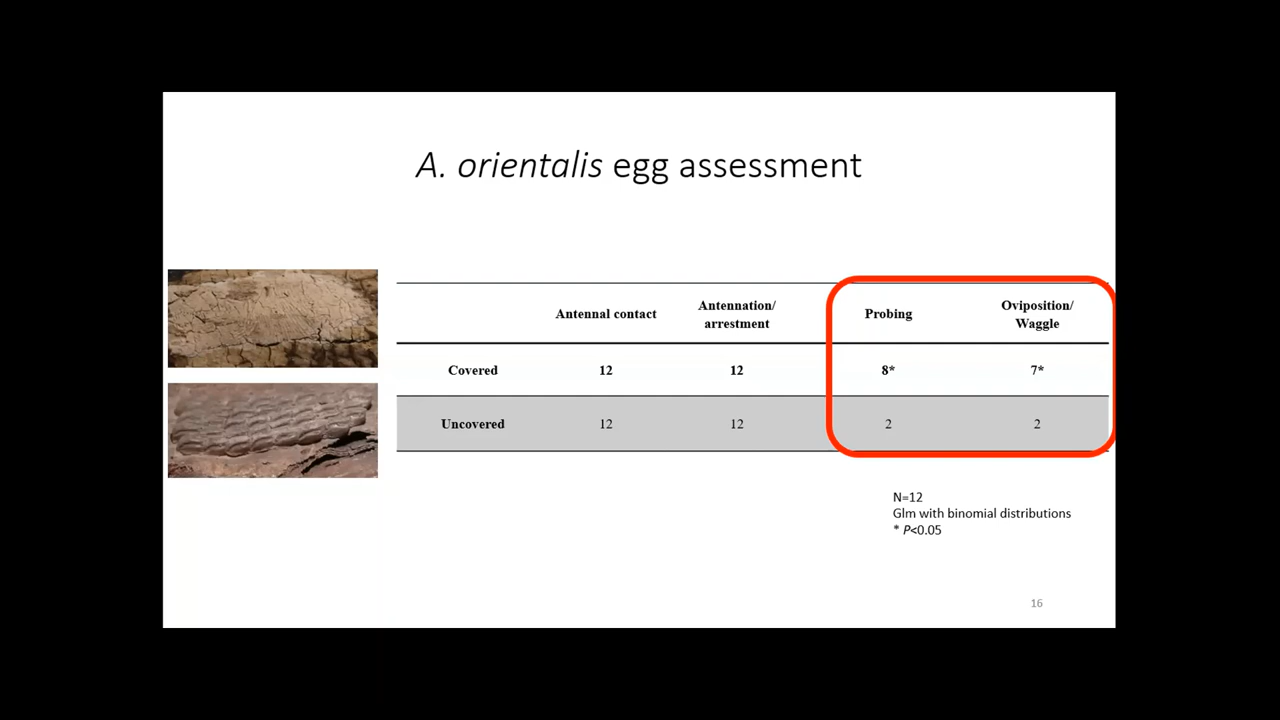 A. orientalis egg assessment
Antennal contact
Antennation/
arrestment
Probing
Oviposition/
Waggle
Covered 12 12 8* 7*
Uncovered 12 12 2 2
N=12
Glm with binomial distributions
* P<0.05
16